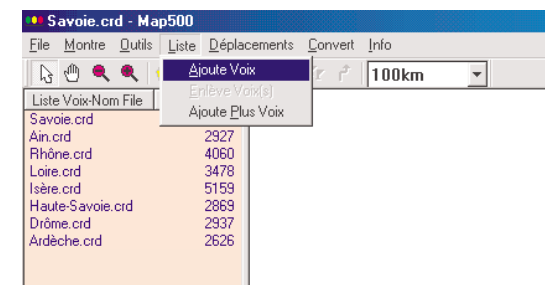 Savoie.crd - Map500
File Montre Outils Liste Déplacements Convert Info
Ajoute Voix
100km
Enlève Voix(s)
Ajoute Plus Voix
Liste Voix-Nom File
Savoie.crd
Ain.crd 2927
Rhône.crd 4060
Loire.crd 3478
Isère.crd 5159
Haute-Savoie.crd 2869
Drôme.crd 2937
Ardèche.crd 2626